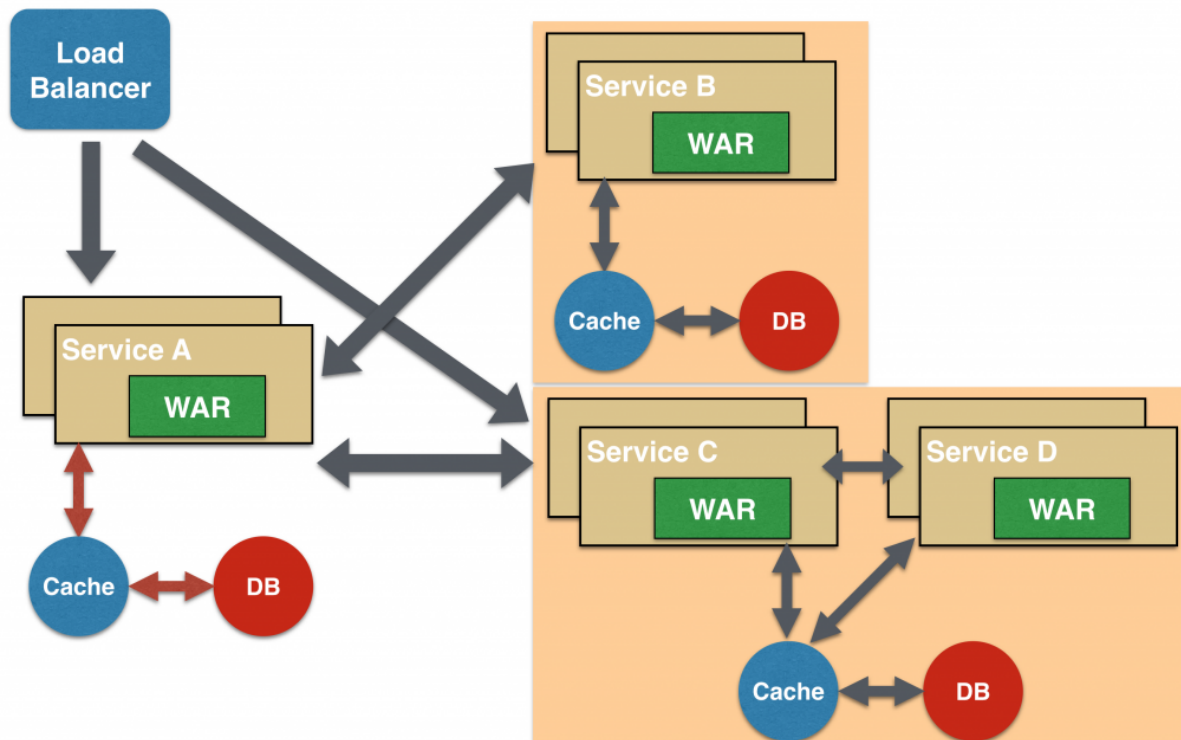 Load
Balancer
Service B
WAR
Cache
DB
Service A
WAR
Cache
DB
Service C
WAR
Service D
WAR
Cache
DB